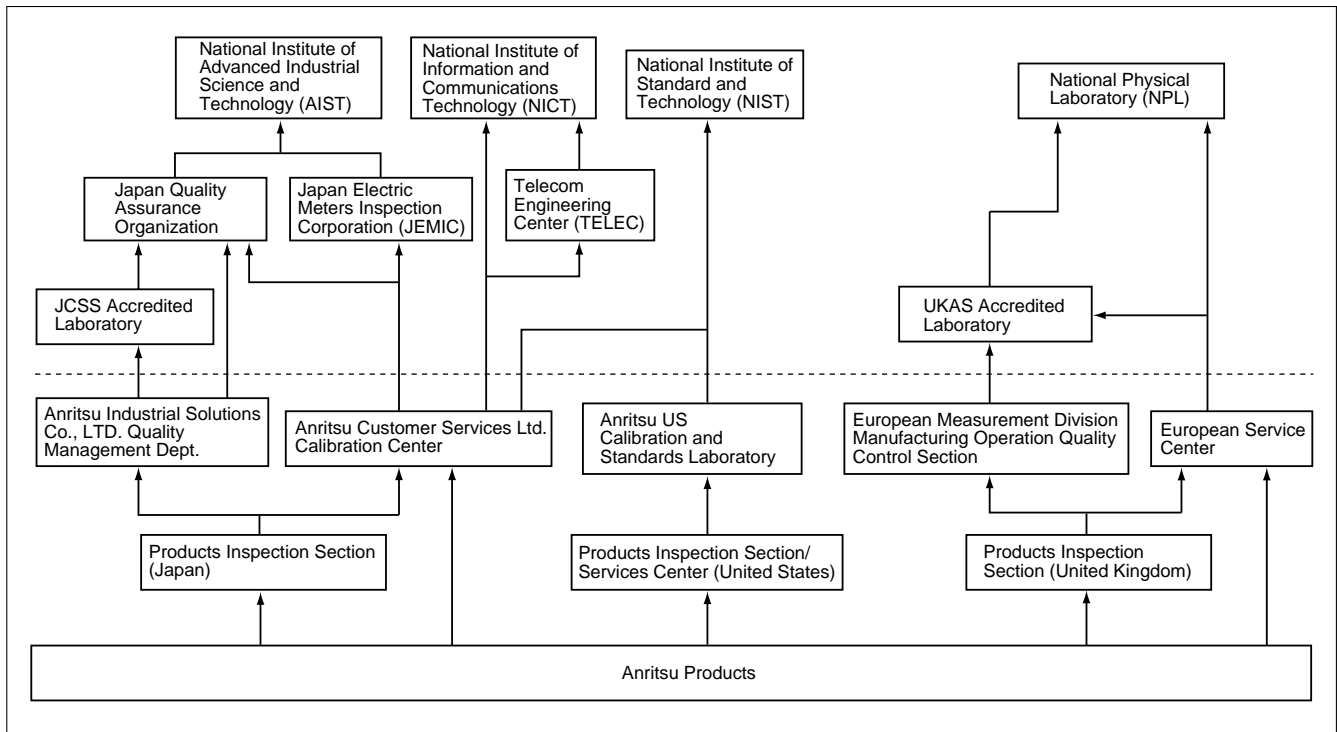 National Institute of
Advanced Industrial
Science and
Technology (AIST)
National Institute of
Information and
Communications
Technology (NICT)
National Institute of
Standard and
Technology (NIST)
National Physical
Laboratory (NPL)
Japan Quality
Assurance
Organization
Japan Electric
Meters Inspection
Corporation (JEMIC)
Telecom
Engineering
Center (TELEC)
JCSS Accredited
Laboratory
UKAS Accredited
Laboratory
Anritsu Industrial Solutions
Co., LTD. Quality
Management Dept.
Anritsu Customer Services Ltd.
Calibration Center
Anritsu US
Calibration and
Standards Laboratory
European Measurement Division
Manufacturing Operation Quality
Control Section
European Service
Center
Products Inspection Section
(Japan)
Products Inspection Section/
Services Center (United States)
Products Inspection
Section (United Kingdom)
Anritsu Products